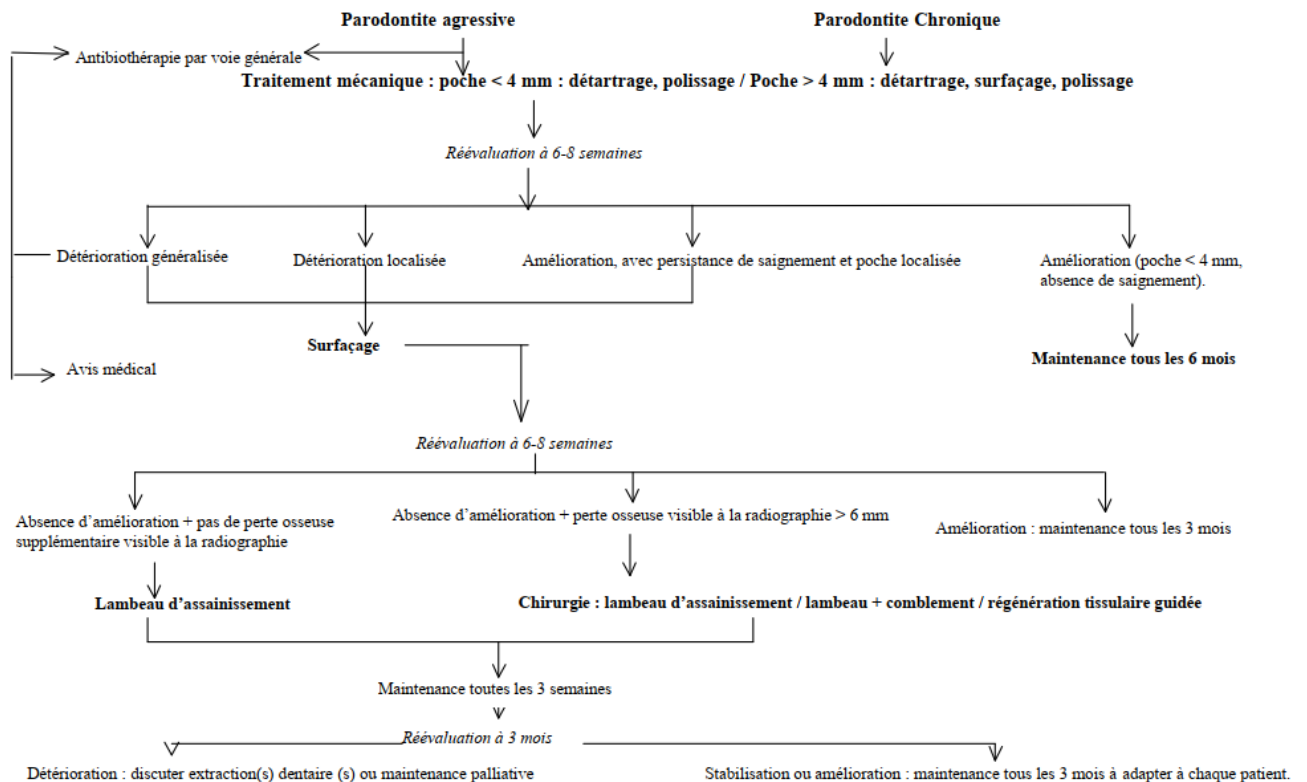 Parodontite agressive
Parodontite Chronique
Antibiothérapie par voie générale
Traitement mécanique : poche < 4 mm : détartrage, polissage / Poche > 4 mm : détartrage, surfaçage, polissage
Réévaluation à 6-8 semaines
Détérioration généralisée
Détérioration localisée
Amélioration, avec persistance de saignement et poche localisée
Amélioration (poche < 4 mm,
absence de saignement).
Surfaçage
Maintenance tous les 6 mois
Avis médical
Réévaluation à 6-8 semaines
Absence d'amélioration + pas de perte osseuse
supplémentaire visible à la radiographie
Absence d'amélioration + perte osseuse visible à la radiographie > 6 mm
Amélioration : maintenance tous les 3 mois
Lambeau d'assainissement
Chirurgie : lambeau d'assainissement / lambeau + comblement / régénération tissulaire guidée
Maintenance toutes les 3 semaines
Réévaluation à 3 mois
Détérioration : discuter extraction(s) dentaire (s) ou maintenance palliative
Stabilisation ou amélioration : maintenance tous les 3 mois à adapter à chaque patient.